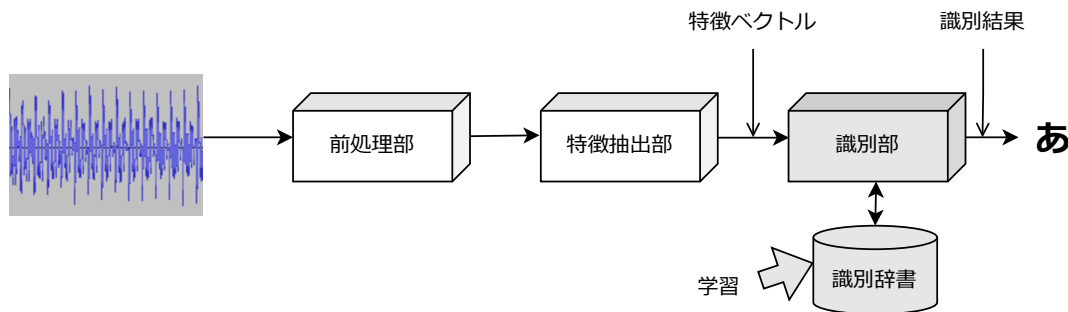 特徴ベクトル
識別結果
前処理部
特徴抽出部
識別部
あ
学習
識別辞書